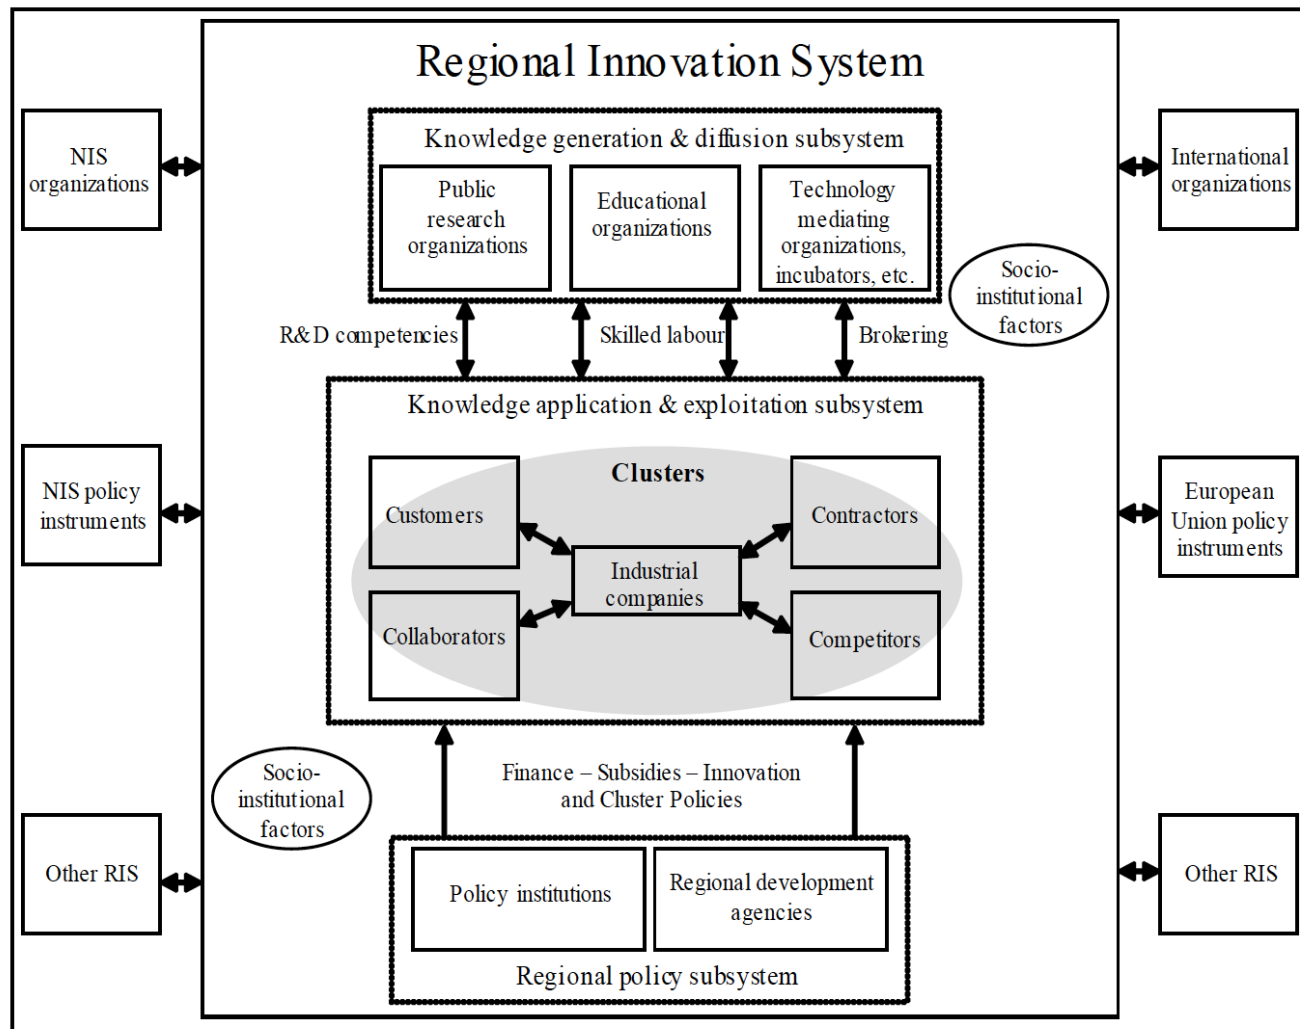 Regional Innovation System
Knowledge generation & diffusion subsystem
Public
research
organizations
Educational
organizations
Technology
mediating
organizations,
incubators, etc.
NIS
organizations
International
organizations
Socio-
institutional
factors
R&D competencies
Skilled labour
Brokering
Knowledge application & exploitation subsystem
Clusters
Customers
Contractors
Industrial
companies
Collaborators
Competitors
NIS policy
instruments
European
Union policy
instruments
Finance – Subsidies – Innovation
and Cluster Policies
Socio-
institutional
factors
Policy institutions
Regional development
agencies
Regional policy subsystem
Other RIS
Other RIS